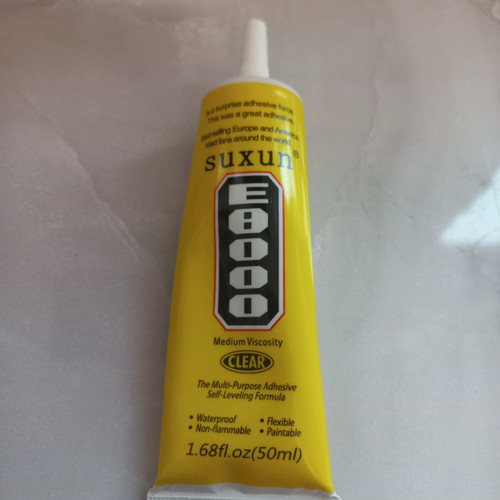 Is a surprise adhesive force
This was a great adhesive
Best-selling Europe and America
Mad fans around the world
suxun®
E8000
Medium Viscosity
CLEAR
The Multi-Purpose Adhesive
Self-Leveling Formula
• Waterproof • Flexible
• Non-flammable • Paintable
1.68fl.oz(50ml)